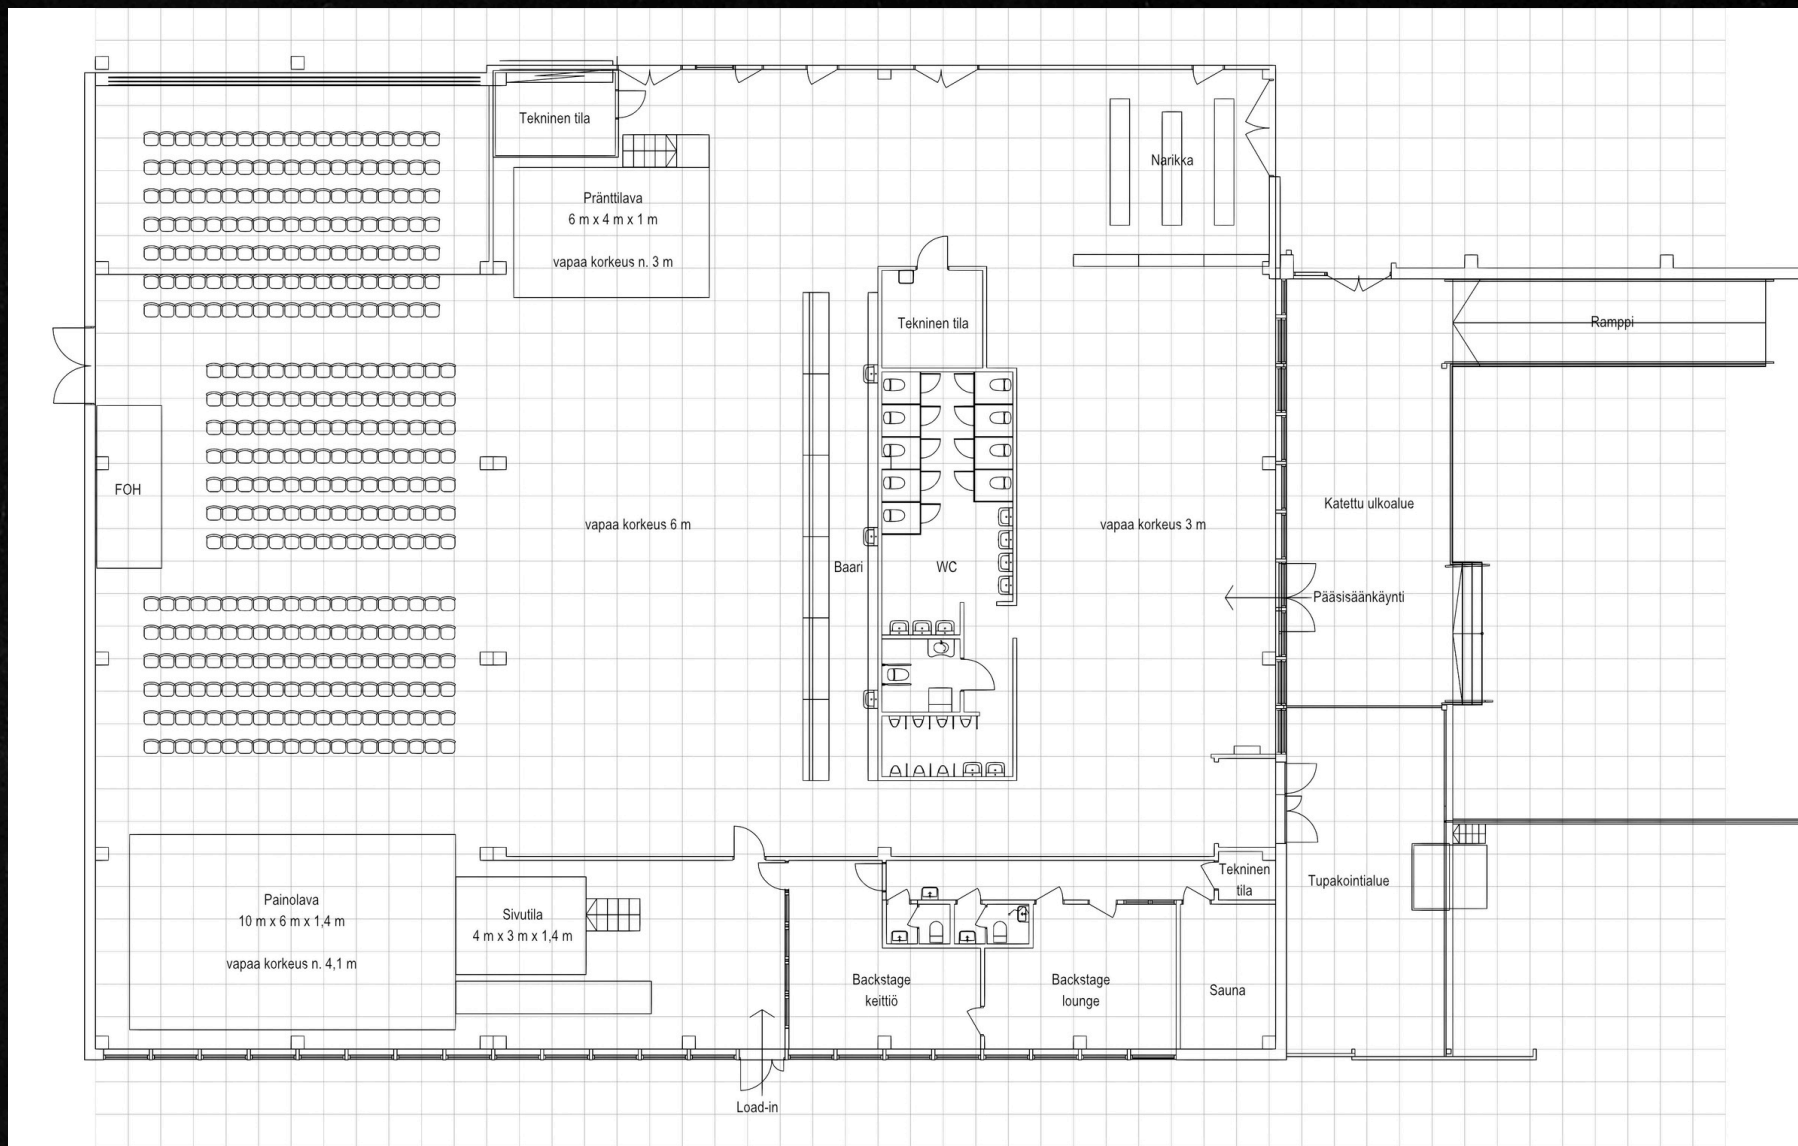 Tekninen tila
Pränttilava
6 m x 4 m x 1 m
vapaa korkeus n. 3 m
Narikka
Tekninen tila
Ramppi
FOH
vapaa korkeus 6 m
Baari
WC
vapaa korkeus 3 m
Katettu ulkoalue
Pääsisäänkäynti
Painolava
10 m x 6 m x 1,4 m
vapaa korkeus n. 4,1 m
Sivutila
4 m x 3 m x 1,4 m
Tekninen
tila
Tupakointialue
Backstage
keittiö
Backstage
lounge
Sauna
Load-in